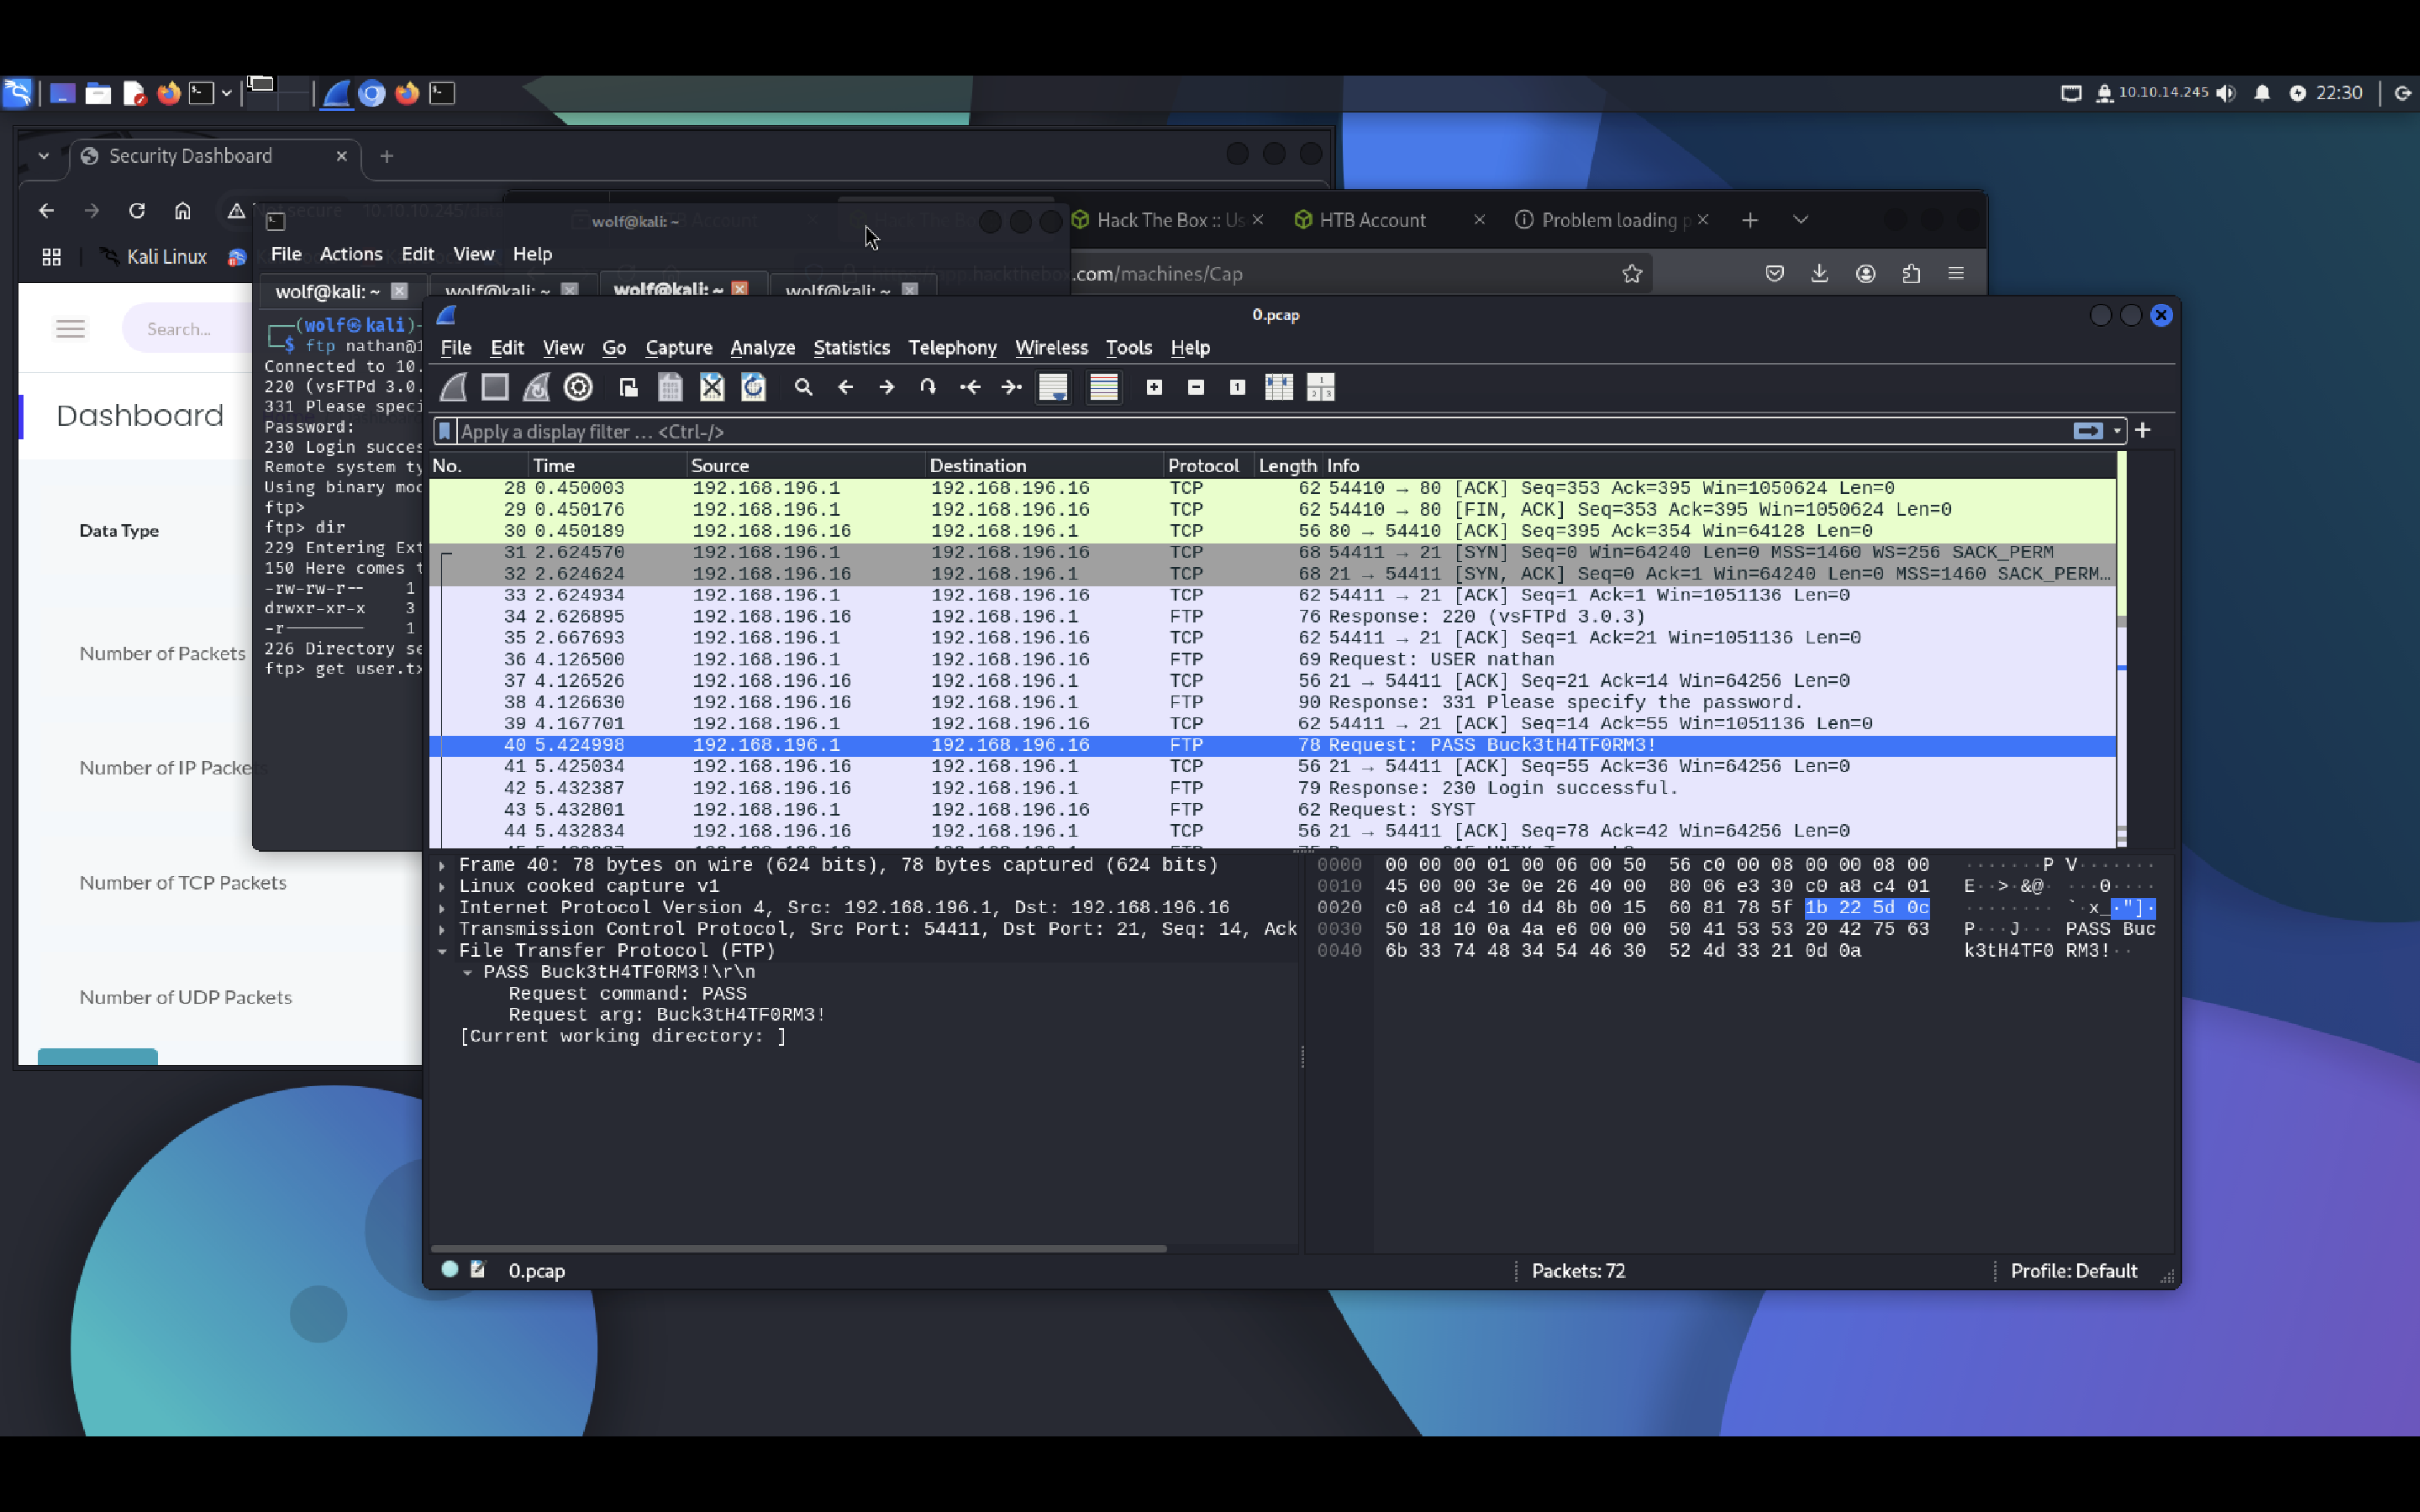 10.10.14.245
22:30
Security Dashboard
wolf@kali: ~
Hack The Box :: Us
HTB Account
Problem loading p
Kali Linux
File Actions Edit View Help
.com/machines/Cap
wolf@kali: ~
wolf@kali: ~
wolf@kali: ~
wolf@kali: ~
Search...
Dashboard
Data Type
Number of Packets
Number of IP Packets
Number of TCP Packets
Number of UDP Packets
┌──(wolf㉿kali)-
└─$ ftp nathan@1
Connected to 10.
220 (vsFTPd 3.0.
331 Please speci
Password:
230 Login succes
Remote system ty
Using binary mod
ftp>
ftp> dir
229 Entering Ext
150 Here comes t
-rw-rw-r-- 1
drwxr-xr-x 3
-r-------- 1
226 Directory se
ftp> get user.tx
0.pcap
File Edit View Go Capture Analyze Statistics Telephony Wireless Tools Help
Apply a display filter … <Ctrl-/>
No. Time Source Destination Protocol Length Info
28 0.450003 192.168.196.1 192.168.196.16 TCP 62 54410 → 80 [ACK] Seq=353 Ack=395 Win=1050624 Len=0
29 0.450176 192.168.196.1 192.168.196.16 TCP 62 54410 → 80 [FIN, ACK] Seq=353 Ack=395 Win=1050624 Len=0
30 0.450189 192.168.196.16 192.168.196.1 TCP 56 80 → 54410 [ACK] Seq=395 Ack=354 Win=64128 Len=0
31 2.624570 192.168.196.1 192.168.196.16 TCP 68 54411 → 21 [SYN] Seq=0 Win=64240 Len=0 MSS=1460 WS=256 SACK_PERM
32 2.624624 192.168.196.16 192.168.196.1 TCP 68 21 → 54411 [SYN, ACK] Seq=0 Ack=1 Win=64240 Len=0 MSS=1460 SACK_PERM…
33 2.624934 192.168.196.1 192.168.196.16 TCP 62 54411 → 21 [ACK] Seq=1 Ack=1 Win=1051136 Len=0
34 2.626895 192.168.196.16 192.168.196.1 FTP 76 Response: 220 (vsFTPd 3.0.3)
35 2.667693 192.168.196.1 192.168.196.16 TCP 62 54411 → 21 [ACK] Seq=1 Ack=21 Win=1051136 Len=0
36 4.126500 192.168.196.1 192.168.196.16 FTP 69 Request: USER nathan
37 4.126526 192.168.196.16 192.168.196.1 TCP 56 21 → 54411 [ACK] Seq=21 Ack=14 Win=64256 Len=0
38 4.126630 192.168.196.16 192.168.196.1 FTP 90 Response: 331 Please specify the password.
39 4.167701 192.168.196.1 192.168.196.16 TCP 62 54411 → 21 [ACK] Seq=14 Ack=55 Win=1051136 Len=0
40 5.424998 192.168.196.1 192.168.196.16 FTP 78 Request: PASS Buck3tH4TF0RM3!
41 5.425034 192.168.196.16 192.168.196.1 TCP 56 21 → 54411 [ACK] Seq=55 Ack=36 Win=64256 Len=0
42 5.432387 192.168.196.16 192.168.196.1 FTP 79 Response: 230 Login successful.
43 5.432801 192.168.196.1 192.168.196.16 FTP 62 Request: SYST
44 5.432834 192.168.196.16 192.168.196.1 TCP 56 21 → 54411 [ACK] Seq=78 Ack=42 Win=64256 Len=0
Frame 40: 78 bytes on wire (624 bits), 78 bytes captured (624 bits)
Linux cooked capture v1
Internet Protocol Version 4, Src: 192.168.196.1, Dst: 192.168.196.16
Transmission Control Protocol, Src Port: 54411, Dst Port: 21, Seq: 14, Ack
File Transfer Protocol (FTP)
PASS Buck3tH4TF0RM3!\r\n
Request command: PASS
Request arg: Buck3tH4TF0RM3!
[Current working directory: ]
0000 00 00 00 01 00 06 00 50 56 c0 00 08 00 00 08 00 ·······P V·······
0010 45 00 00 3e 0e 26 40 00 80 06 e3 30 c0 a8 c4 01 E··>·&@· ···0····
0020 c0 a8 c4 10 d4 8b 00 15 60 81 78 5f 1b 22 5d 0c ········ `·x_·"]·
0030 50 18 10 0a 4a e6 00 00 50 41 53 53 20 42 75 63 P···J··· PASS Buc
0040 6b 33 74 48 34 54 46 30 52 4d 33 21 0d 0a k3tH4TF0 RM3!··
0.pcap
Packets: 72
Profile: Default